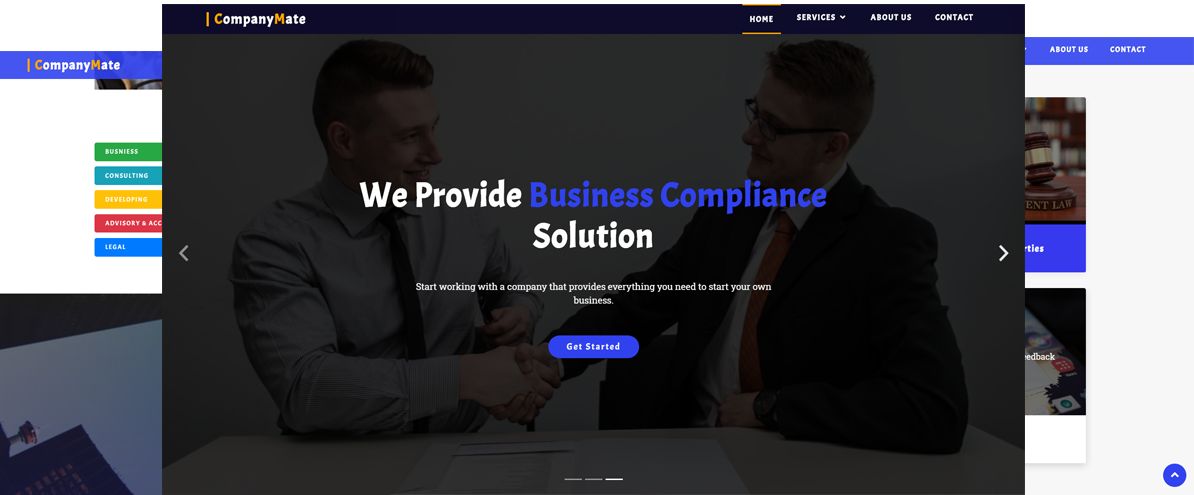 | CompanyMate
HOME
SERVICES
ABOUT US
CONTACT
ABOUT US
CONTACT
| CompanyMate
BUSNIESS
CONSULTING
DEVELOPING
ADVISORY & ACC
LEGAL
We Provide Business Compliance
Solution
Start working with a company that provides everything you need to start your own
business.
Get Started
ENT LAW
rties
eedback